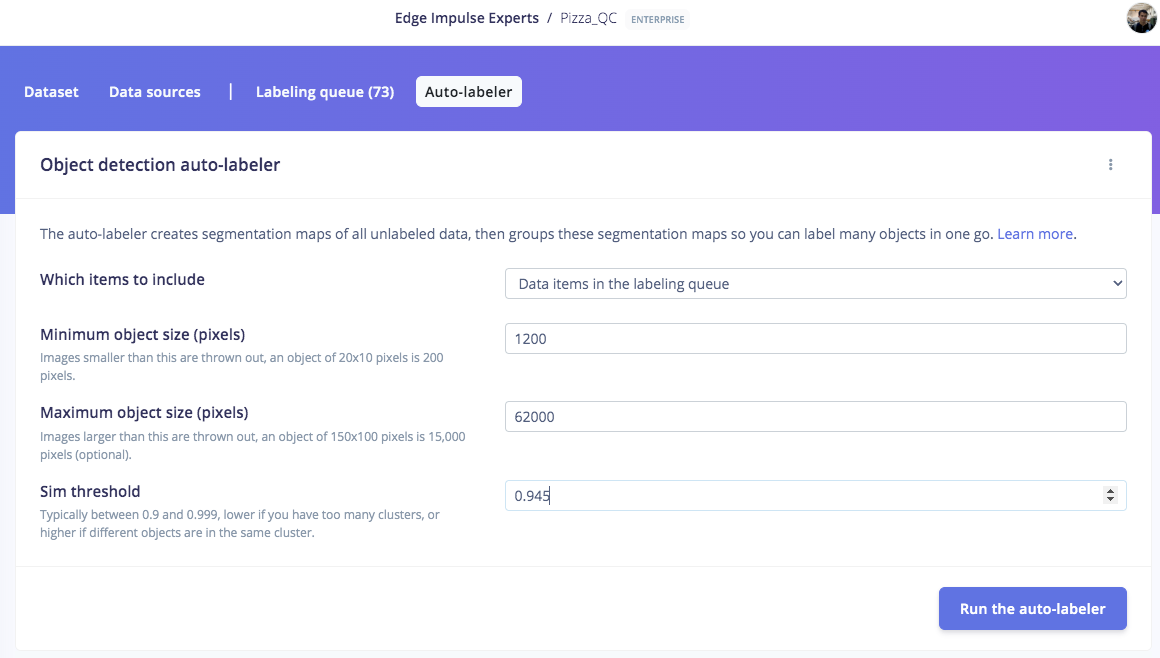 Edge Impulse Experts / Pizza_QC ENTERPRISE
Dataset Data sources | Labeling queue (73) Auto-labeler
Object detection auto-labeler
The auto-labeler creates segmentation maps of all unlabeled data, then groups these segmentation maps so you can label many objects in one go. Learn more.
Which items to include
Data items in the labeling queue
Minimum object size (pixels)
1200
Images smaller than this are thrown out, an object of 20x10 pixels is 200
pixels.
Maximum object size (pixels)
62000
Images larger than this are thrown out, an object of 150x100 pixels is 15,000
pixels (optional).
Sim threshold
0.945
Typically between 0.9 and 0.999, lower if you have too many clusters, or
higher if different objects are in the same cluster.
Run the auto-labeler